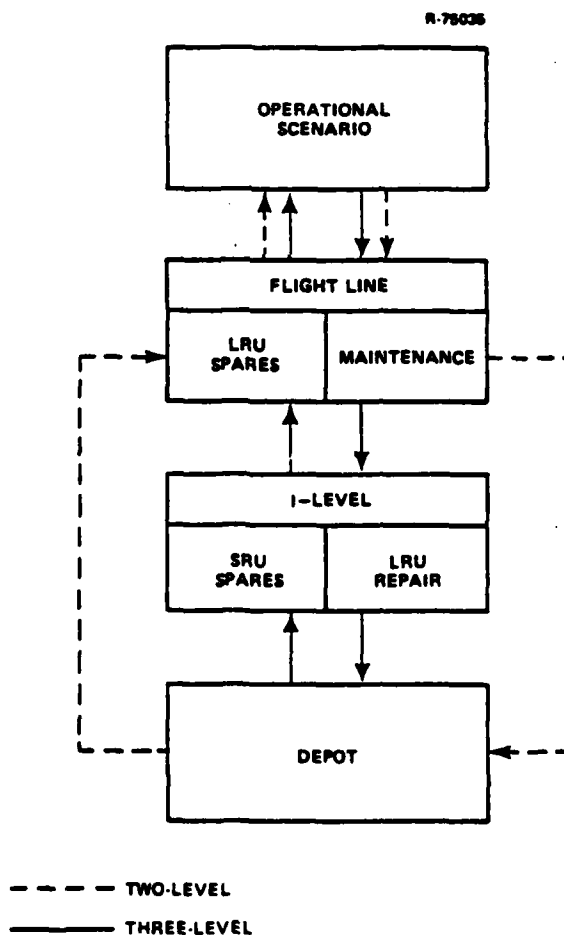 R-75035
OPERATIONAL
SCENARIO
FLIGHT LINE
LRU
SPARES
MAINTENANCE
I-LEVEL
SRU
SPARES
LRU
REPAIR
DEPOT
TWO-LEVEL
THREE-LEVEL